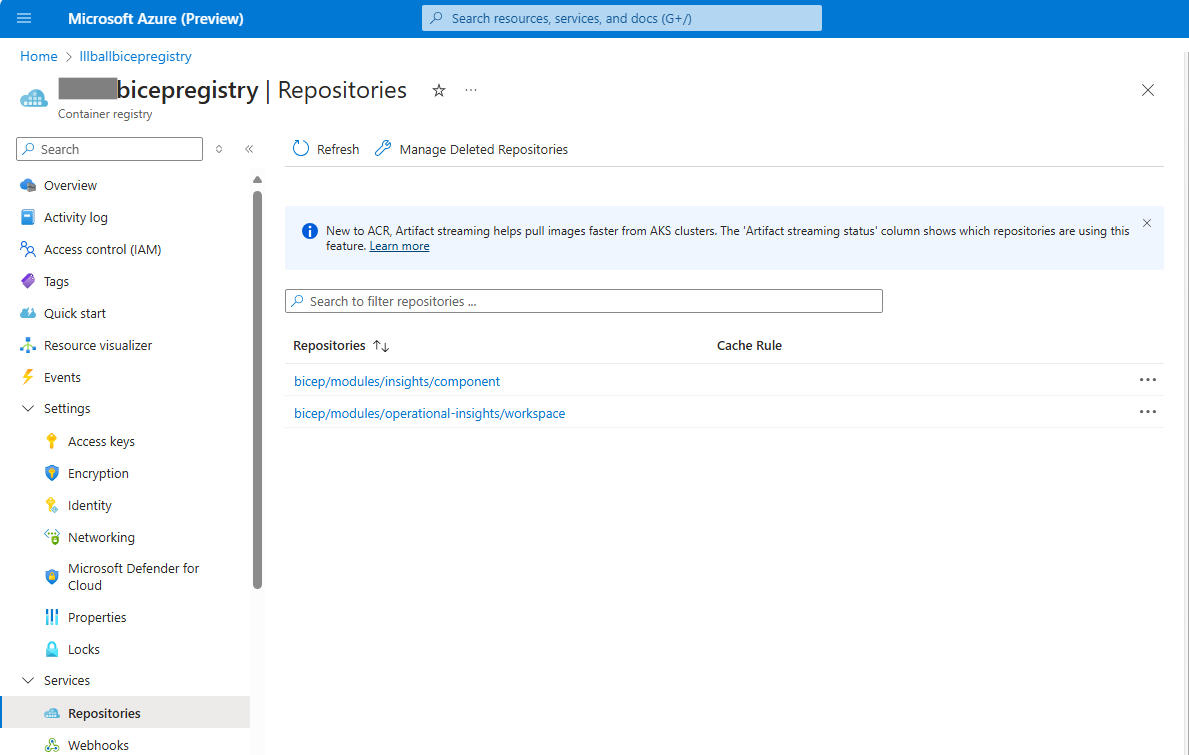 Microsoft Azure (Preview)
Search resources, services, and docs (G+/)
Home > lllballbicepregistry
bicepregistry | Repositories
Container registry
Search
Overview
Activity log
Access control (IAM)
Tags
Quick start
Resource visualizer
Events
Settings
Access keys
Encryption
Identity
Networking
Microsoft Defender for
Cloud
Properties
Locks
Services
Repositories
Webhooks
Refresh
Manage Deleted Repositories
New to ACR, Artifact streaming helps pull images faster from AKS clusters. The 'Artifact streaming status' column shows which repositories are using this
feature. Learn more
Search to filter repositories ...
Repositories Cache Rule
bicep/modules/insights/component
bicep/modules/operational-insights/workspace